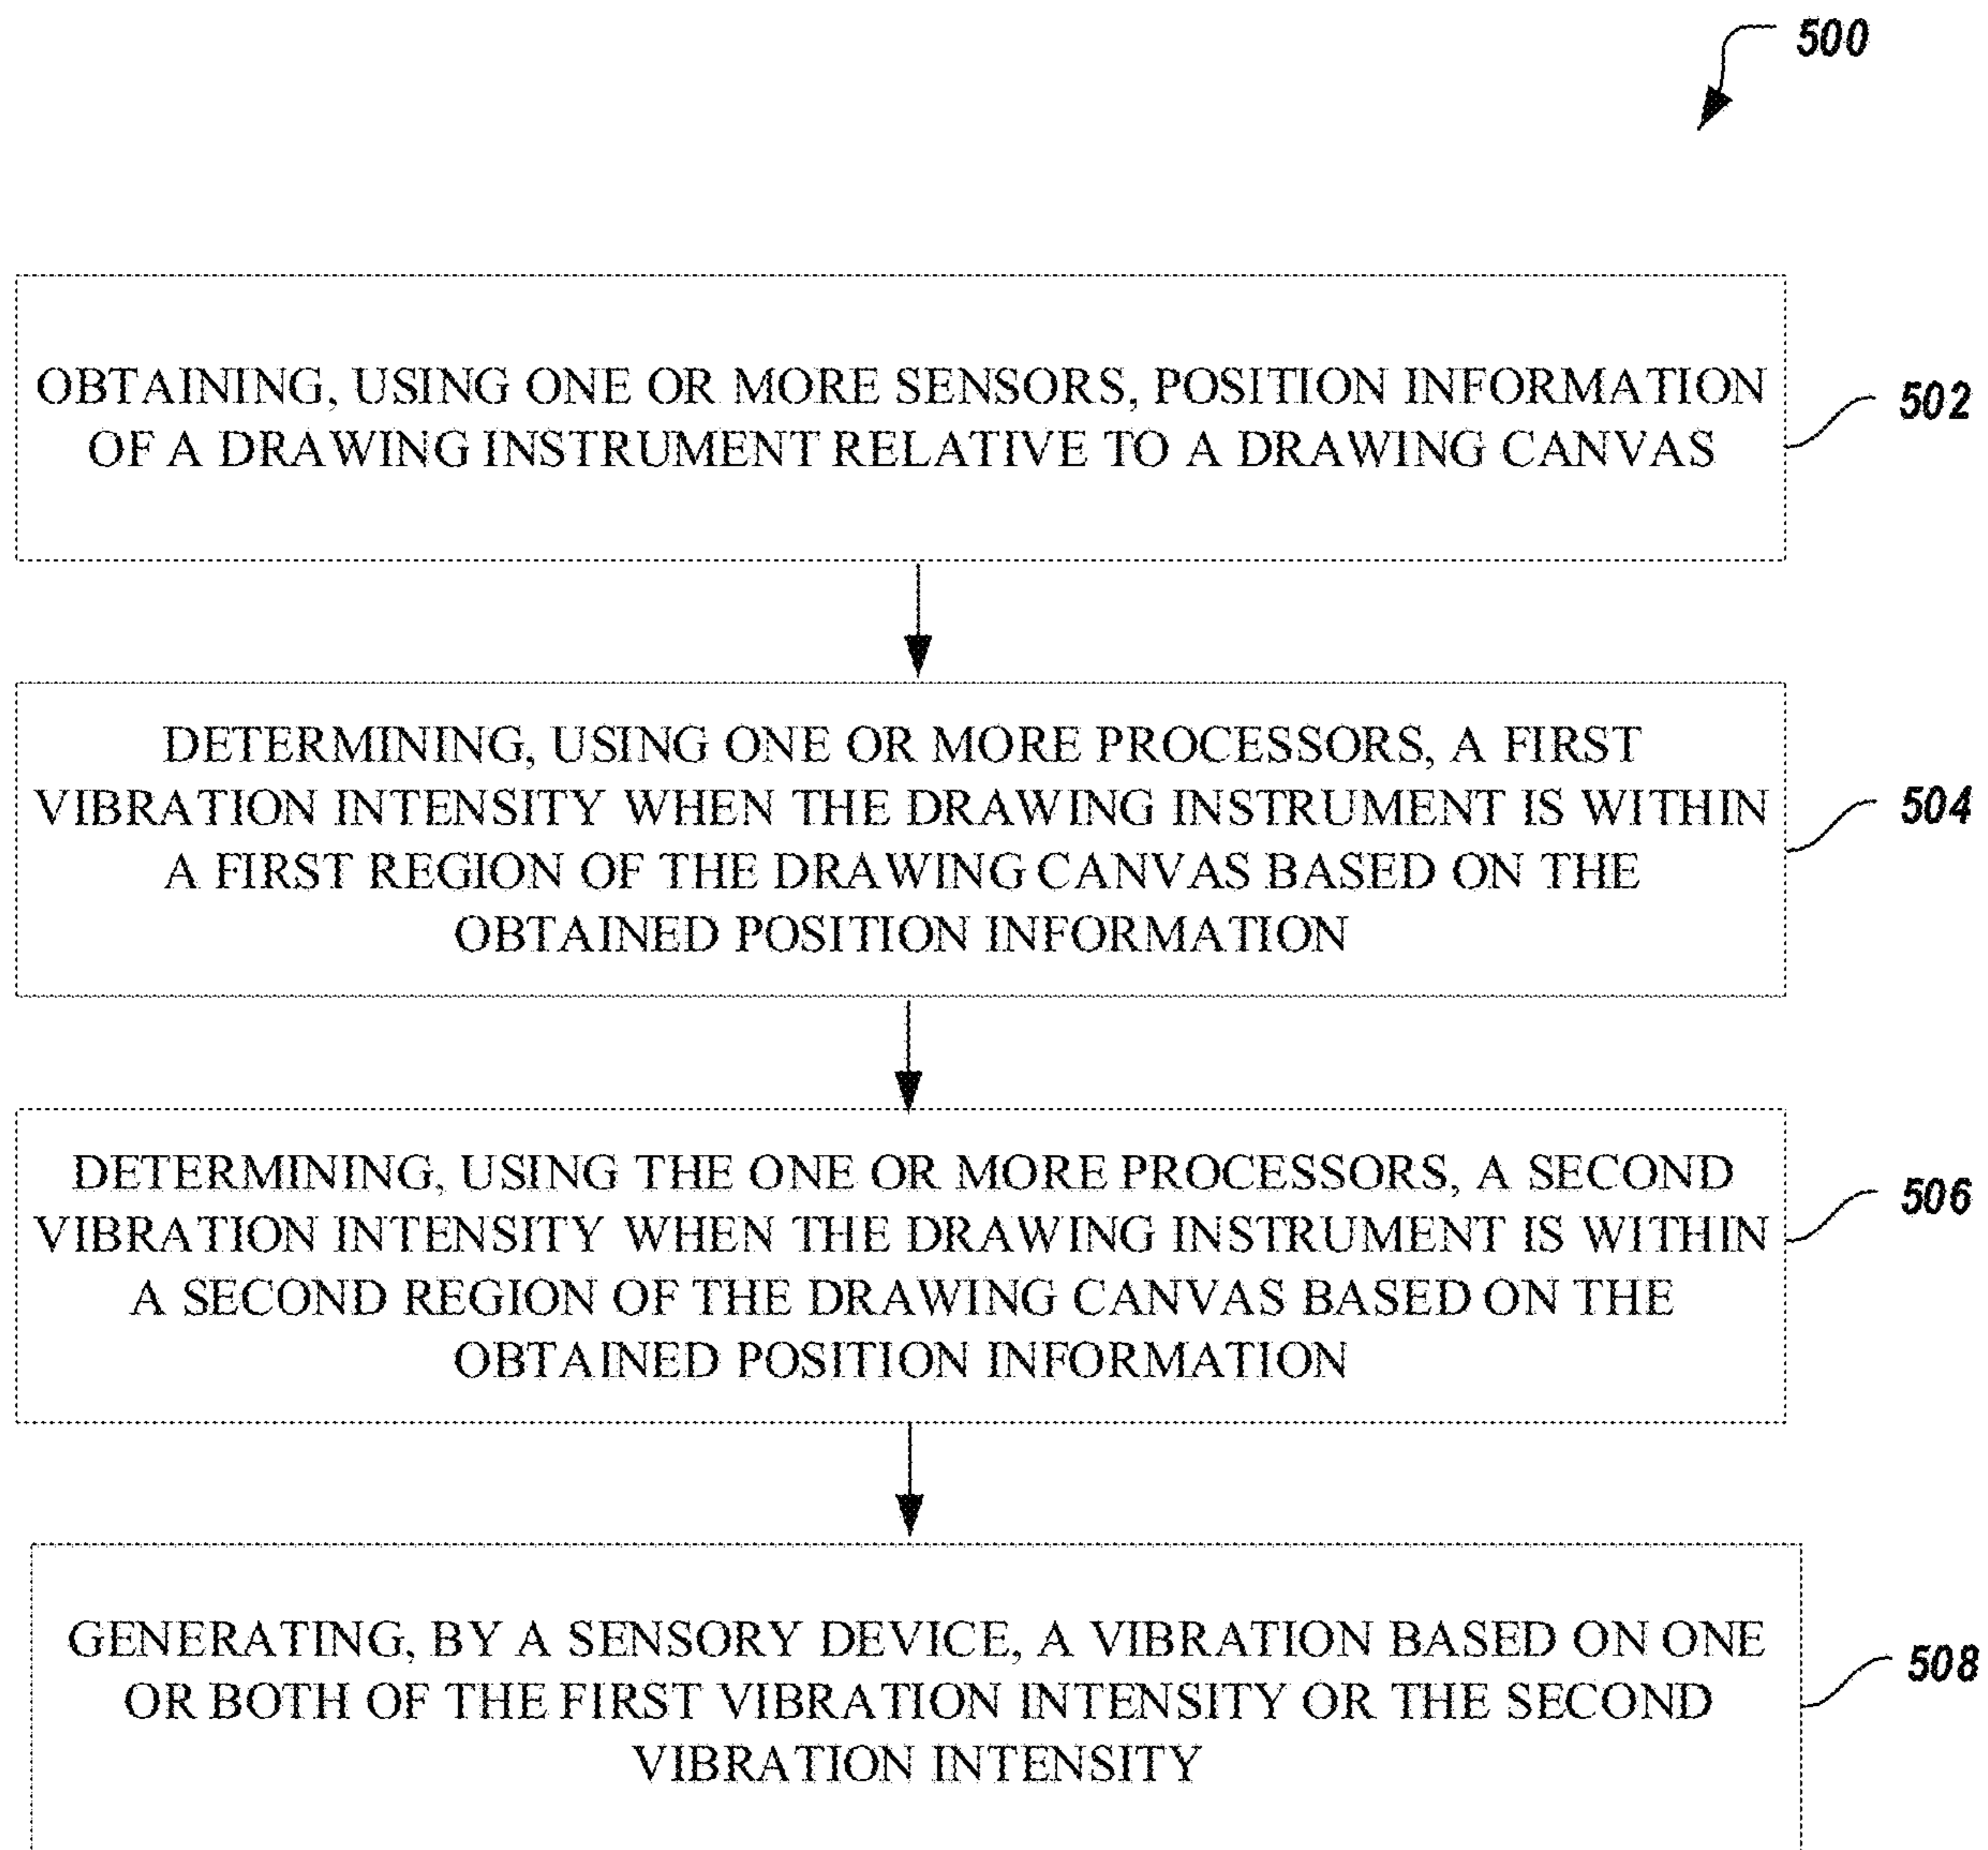 500
OBTAINING, USING ONE OR MORE SENSORS, POSITION INFORMATION
OF A DRAWING INSTRUMENT RELATIVE TO A DRAWING CANVAS
502
DETERMINING, USING ONE OR MORE PROCESSORS, A FIRST
VIBRATION INTENSITY WHEN THE DRAWING INSTRUMENT IS WITHIN
A FIRST REGION OF THE DRAWING CANVAS BASED ON THE
OBTAINED POSITION INFORMATION
504
DETERMINING, USING THE ONE OR MORE PROCESSORS, A SECOND
VIBRATION INTENSITY WHEN THE DRAWING INSTRUMENT IS WITHIN
A SECOND REGION OF THE DRAWING CANVAS BASED ON THE
OBTAINED POSITION INFORMATION
506
GENERATING, BY A SENSORY DEVICE, A VIBRATION BASED ON ONE
OR BOTH OF THE FIRST VIBRATION INTENSITY OR THE SECOND
VIBRATION INTENSITY
508